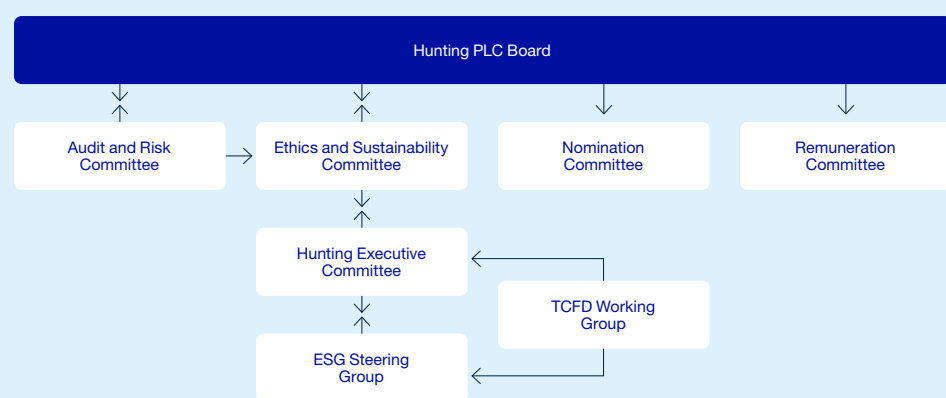 Hunting PLC Board
Audit and Risk
Committee
Ethics and Sustainability
Committee
Nomination
Committee
Remuneration
Committee
Hunting Executive
Committee
TCFD Working
Group
ESG Steering
Group